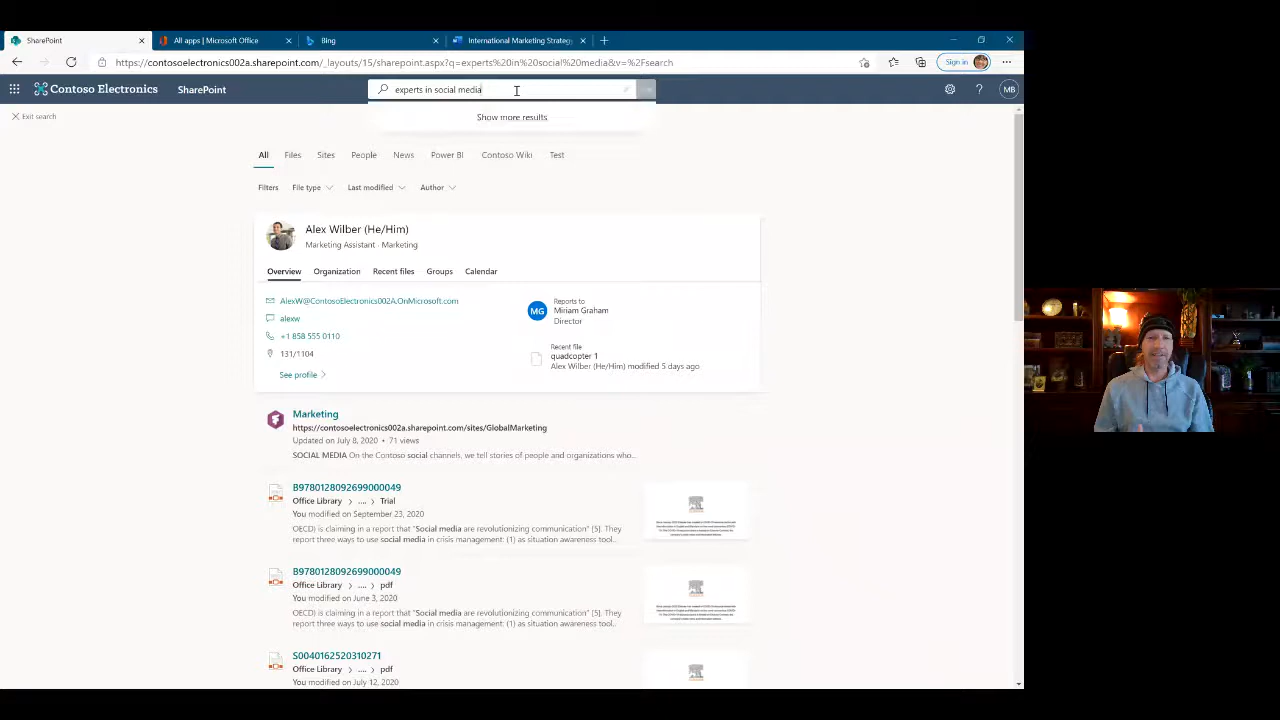 SharePoint
All apps | Microsoft Office
Bing
International Marketing Strategy
https://contosoelectronics002a.sharepoint.com/_layouts/15/sharepoint.aspx?q=experts%20in%20social%20media&v=%2Fsearch
Sign in
Contoso Electronics
SharePoint
experts in social media
?
MB
Exit search
Show more results
All Files Sites People News Power BI Contoso Wiki Test
Filters File type Last modified Author
Alex Wilber (He/Him)
Marketing Assistant · Marketing
Overview Organization Recent files Groups Calendar
AlexW@ContosoElectronics002A.OnMicrosoft.com
alexw
+1 858 555 0110
131/1104
See profile
MG
Reports to
Miriam Graham
Director
Recent file
quadcopter 1
Alex Wilber (He/Him) modified 5 days ago
Marketing
https://contosoelectronics002a.sharepoint.com/sites/GlobalMarketing
Updated on July 8, 2020 • 71 views
SOCIAL MEDIA On the Contoso social channels, we tell stories of people and organizations who...
B9780128092699000049
Office Library > .... > Trial
You modified on September 23, 2020
OECD) is claiming in a report that "Social media are revolutionizing communication" [5]. They
report three ways to use social media in crisis management: (1) as situation awareness tool...
B9780128092699000049
Office Library > .... > pdf
You modified on June 3, 2020
OECD) is claiming in a report that "Social media are revolutionizing communication" [5]. They
report three ways to use social media in crisis management: (1) as situation awareness tool...
S0040162520310271
Office Library > .... > pdf
You modified on July 12, 2020